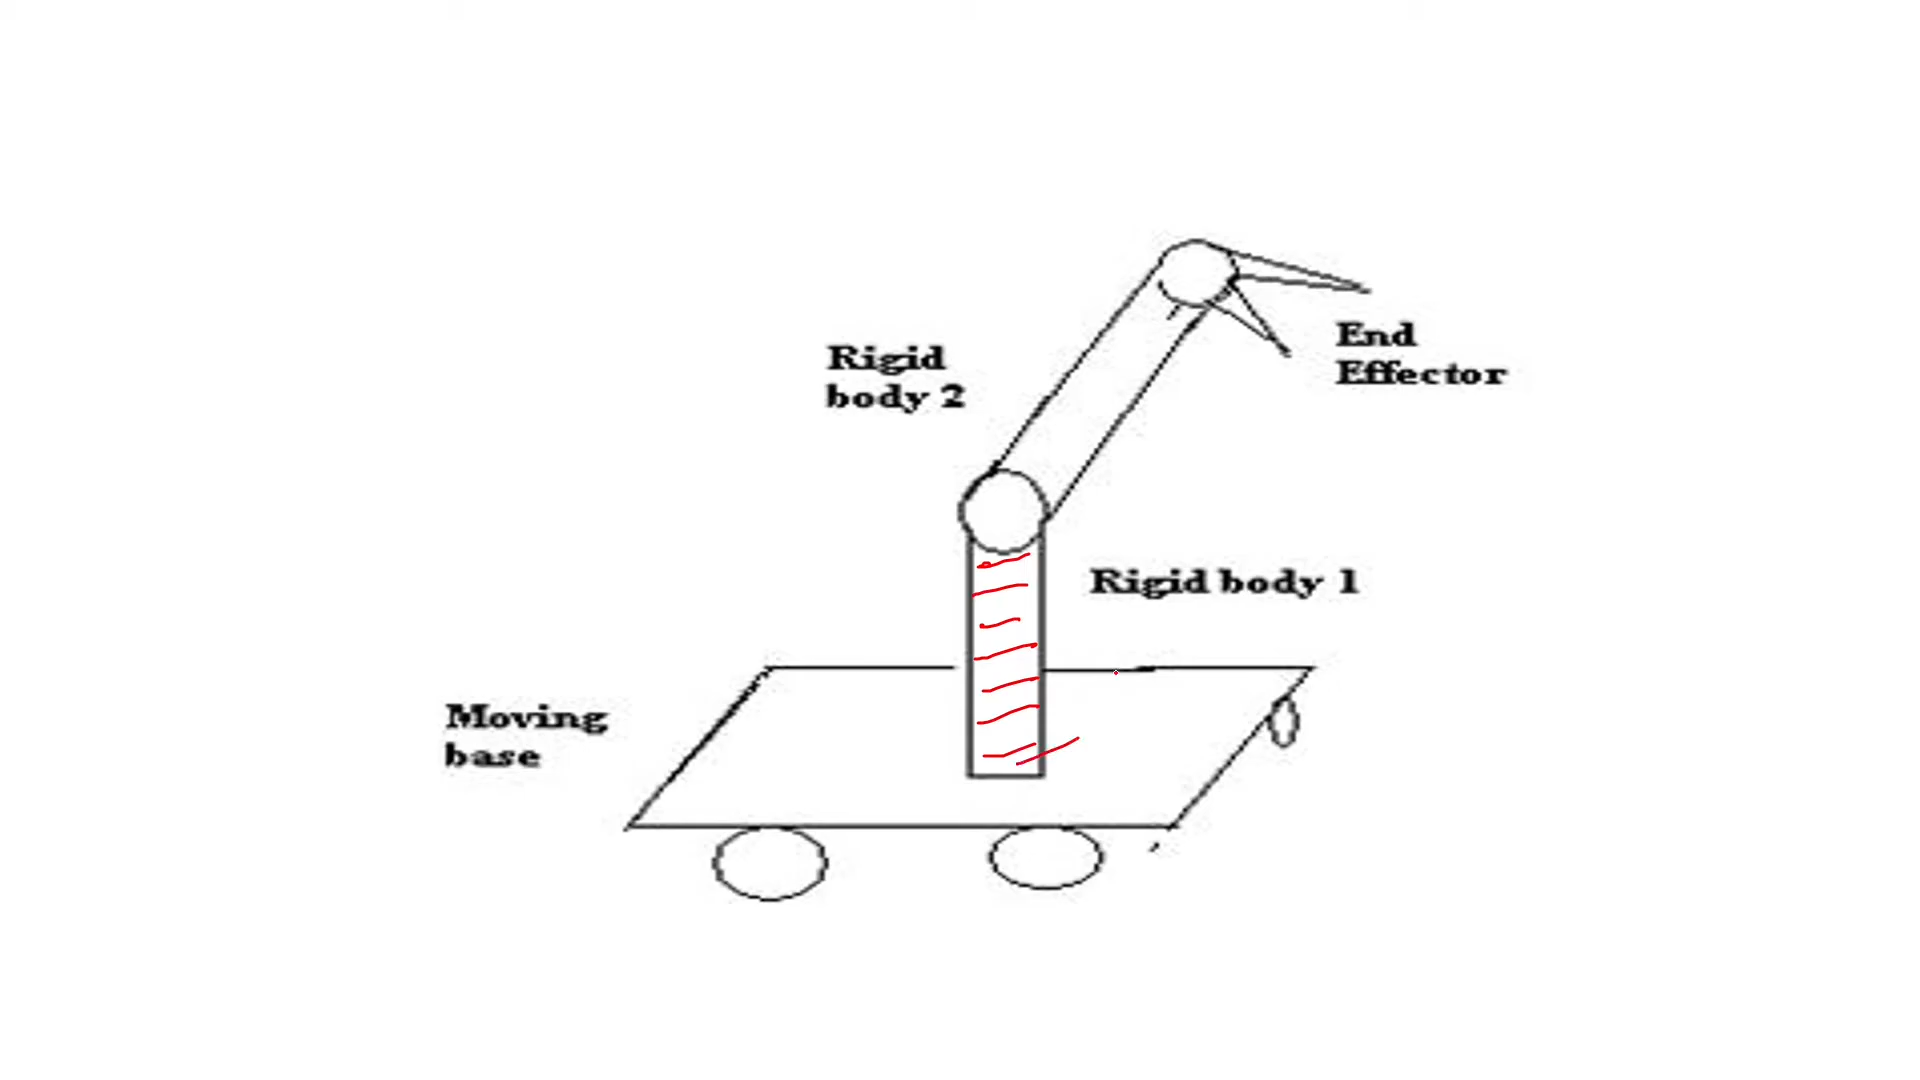 End
Effector
Rigid
body 2
Rigid body 1
Moving
base